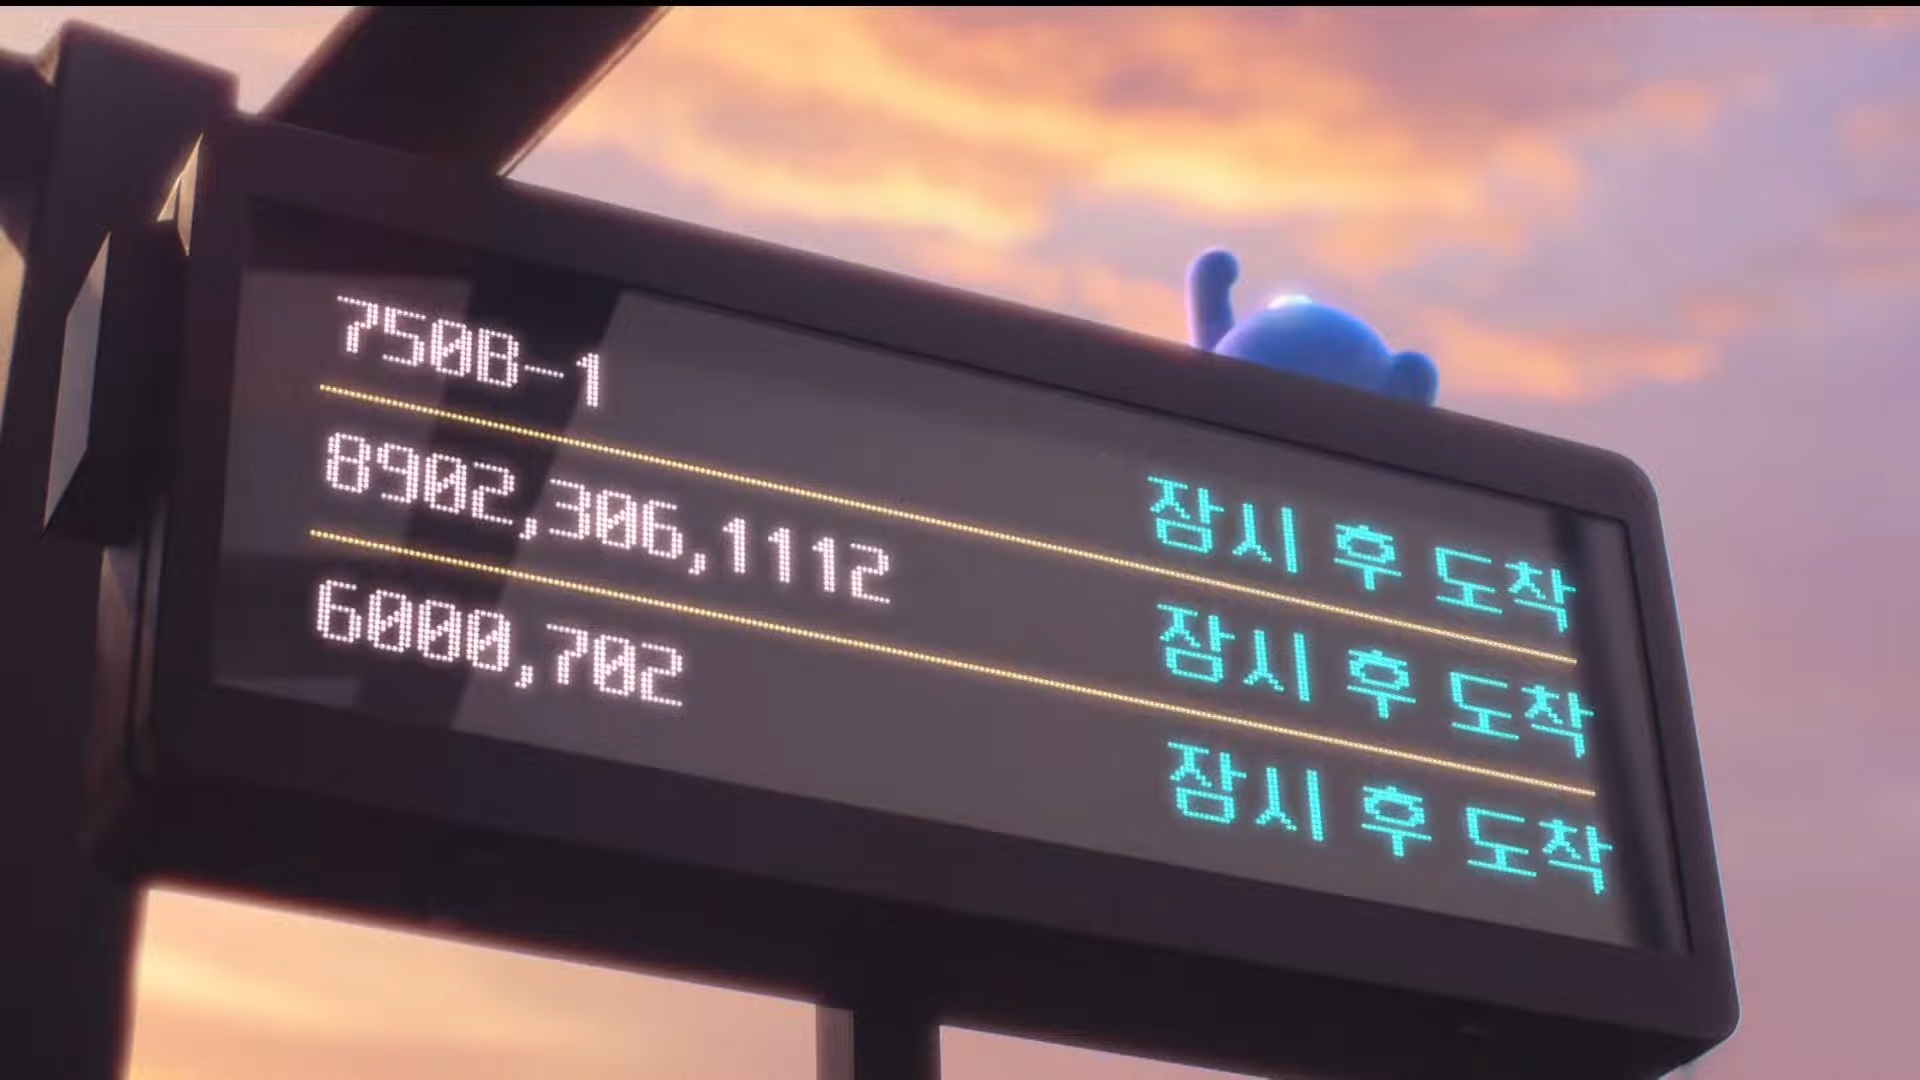 750B-1 잠시 후 도착
8902,306,1112 잠시 후 도착
6000,702 잠시 후 도착